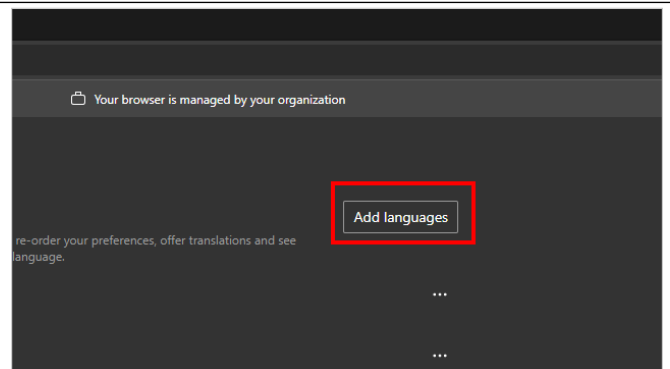 Your browser is managed by your organization
Add languages
re-order your preferences, offer translations and see
language.
...
...